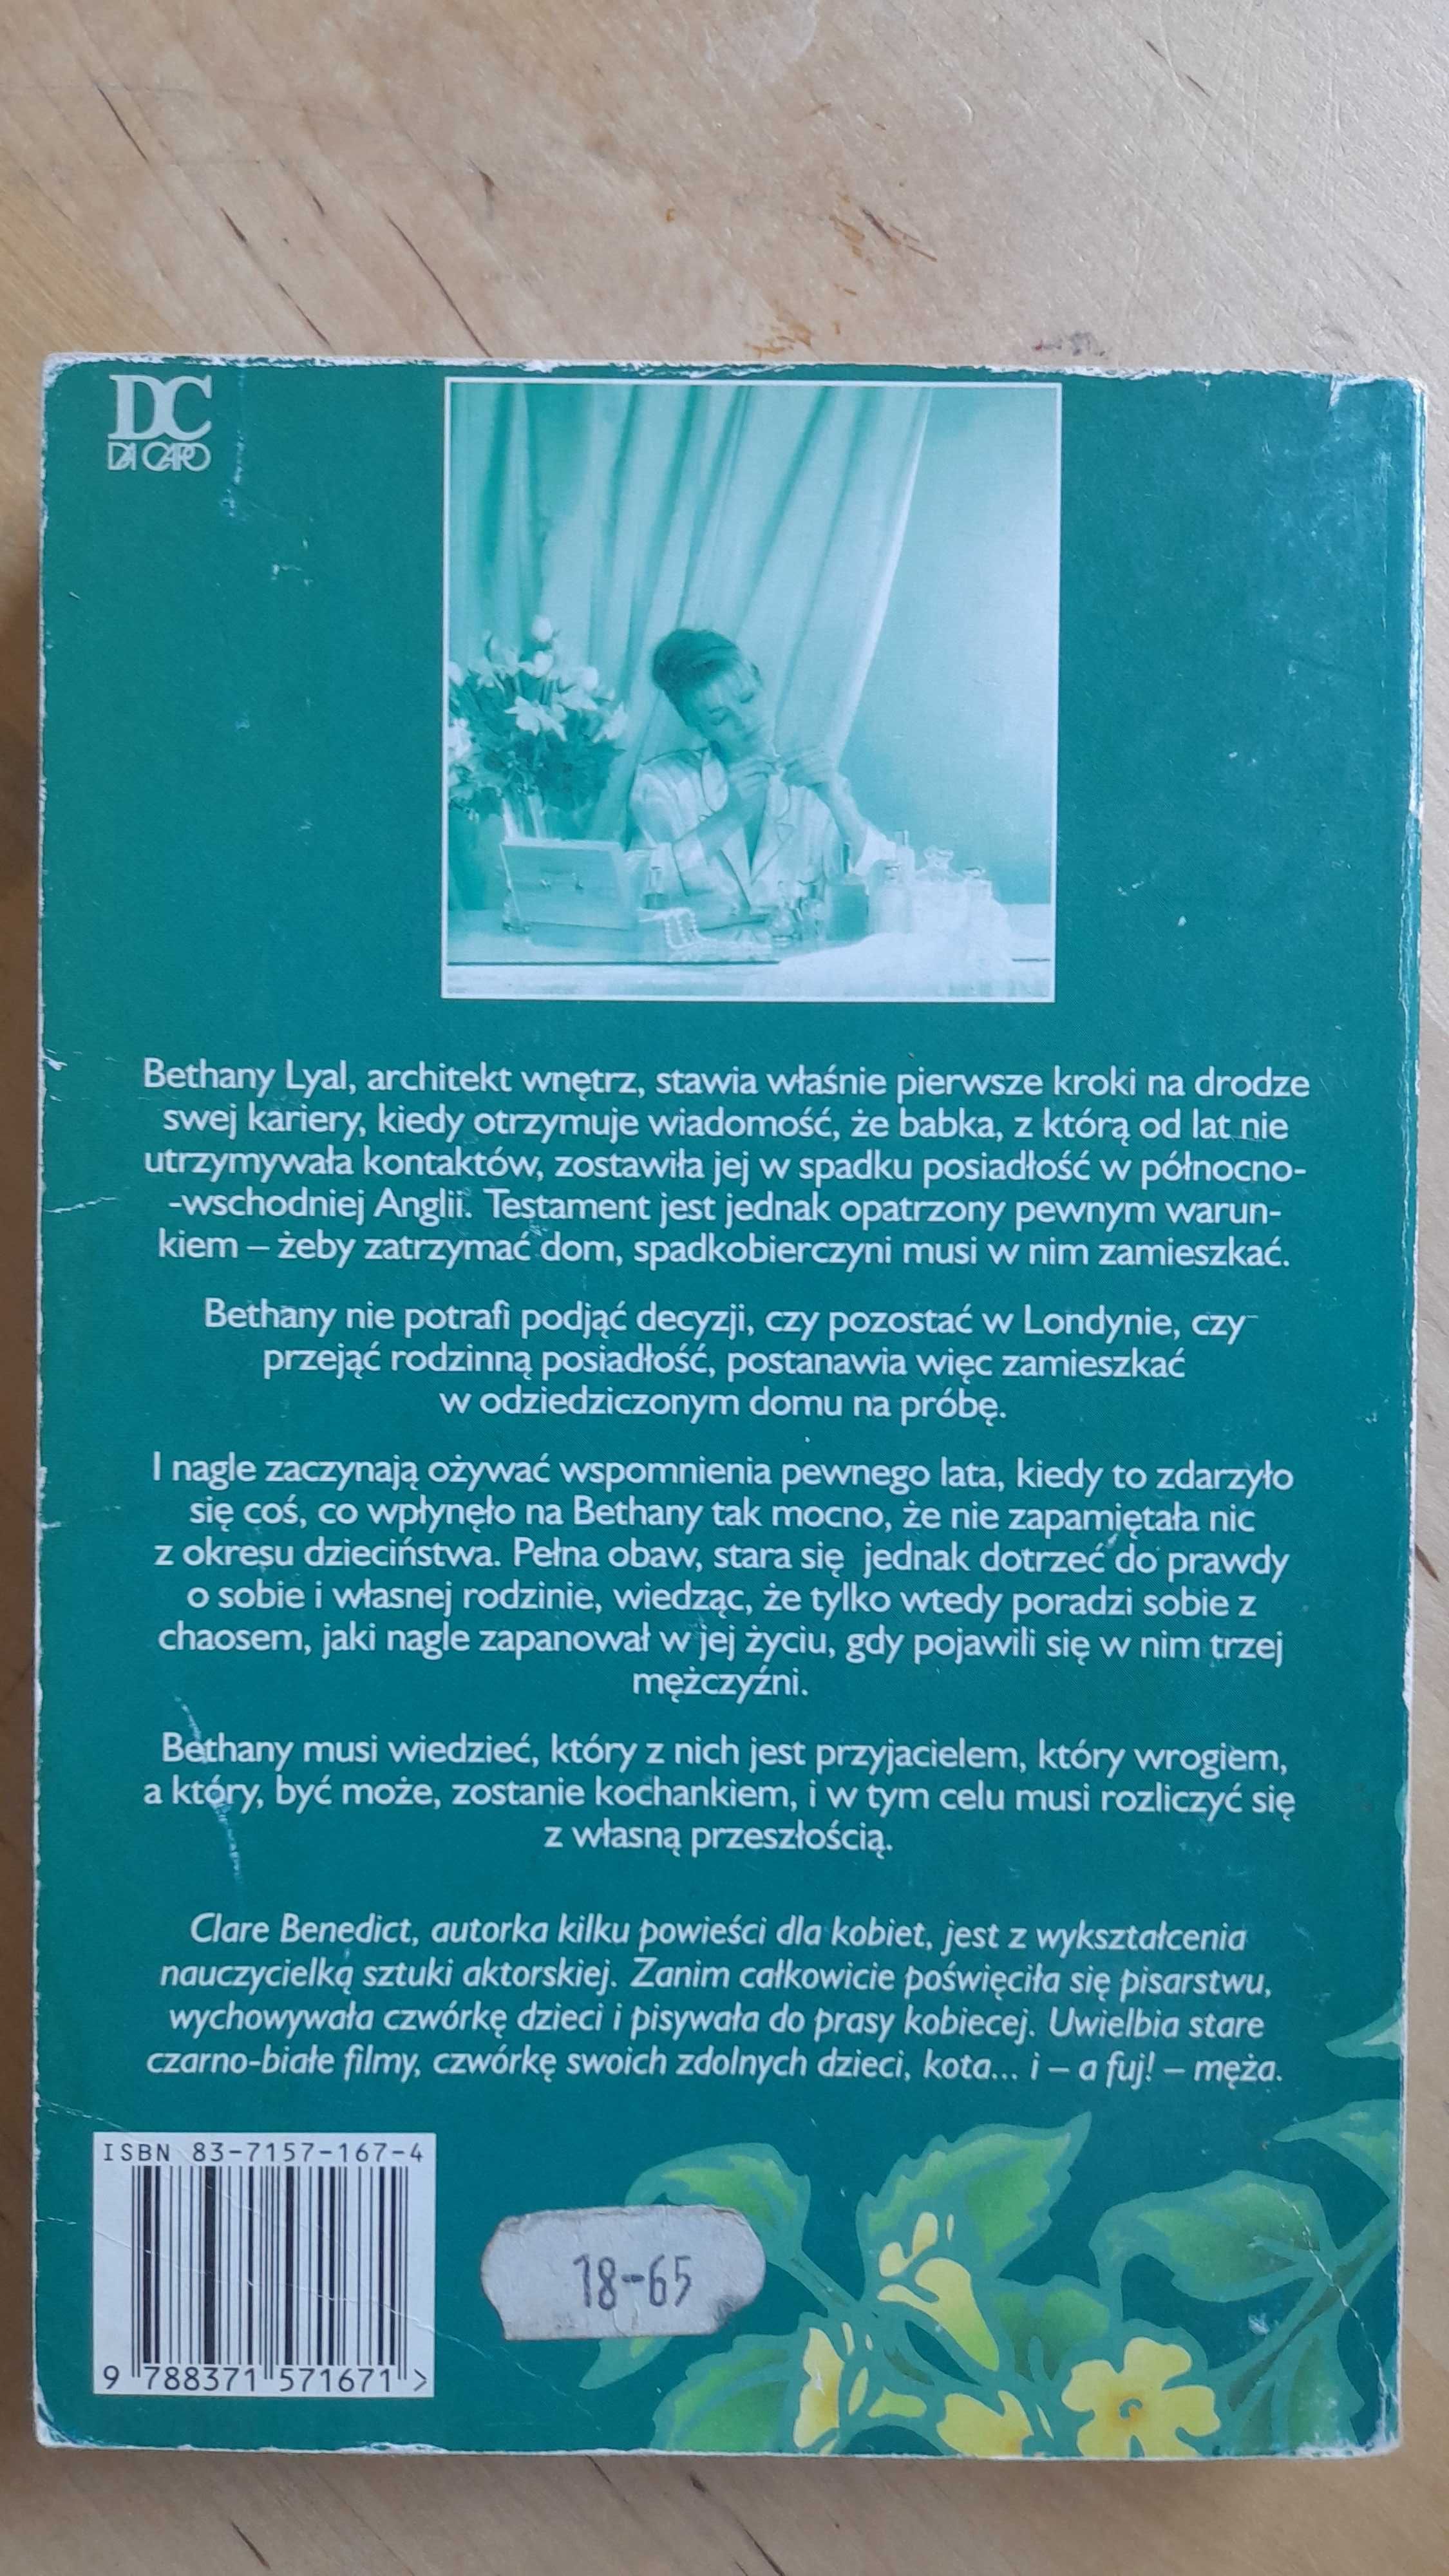 DC
DA CAPO
Bethany Lyal, architekt wnętrz, stawia właśnie pierwsze kroki na drodze
swej kariery, kiedy otrzymuje wiadomość, że babka, z którą od lat nie
utrzymywała kontaktów, zostawiła jej w spadku posiadłość w północno-
-wschodniej Anglii. Testament jest jednak opatrzony pewnym warun-
kiem – żeby zatrzymać dom, spadkobierczyni musi w nim zamieszkać.
Bethany nie potrafi podjąć decyzji, czy pozostać w Londynie, czy
przejąć rodzinną posiadłość, postanawia więc zamieszkać
w odziedziczonym domu na próbę.
I nagle zaczynają ożywać wspomnienia pewnego lata, kiedy to zdarzyło
się coś, co wpłynęło na Bethany tak mocno, że nie zapamiętała nic
z okresu dzieciństwa. Pełna obaw, stara się jednak dotrzeć do prawdy
o sobie i własnej rodzinie, wiedząc, że tylko wtedy poradzi sobie z
chaosem, jaki nagle zapanował w jej życiu, gdy pojawili się w nim trzej
mężczyźni.
Bethany musi wiedzieć, który z nich jest przyjacielem, który wrogiem,
a który, być może, zostanie kochankiem, i w tym celu musi rozliczyć się
z własną przeszłością.
Clare Benedict, autorka kilku powieści dla kobiet, jest z wykształcenia
nauczycielką sztuki aktorskiej. Zanim całkowicie poświęciła się pisarstwu,
wychowywała czwórkę dzieci i pisywała do prasy kobiecej. Uwielbia stare
czarno-białe filmy, czwórkę swoich zdolnych dzieci, kota... i – a fuj! – męża.
ISBN 83-7157-167-4
9 788371 571671 >
18-65